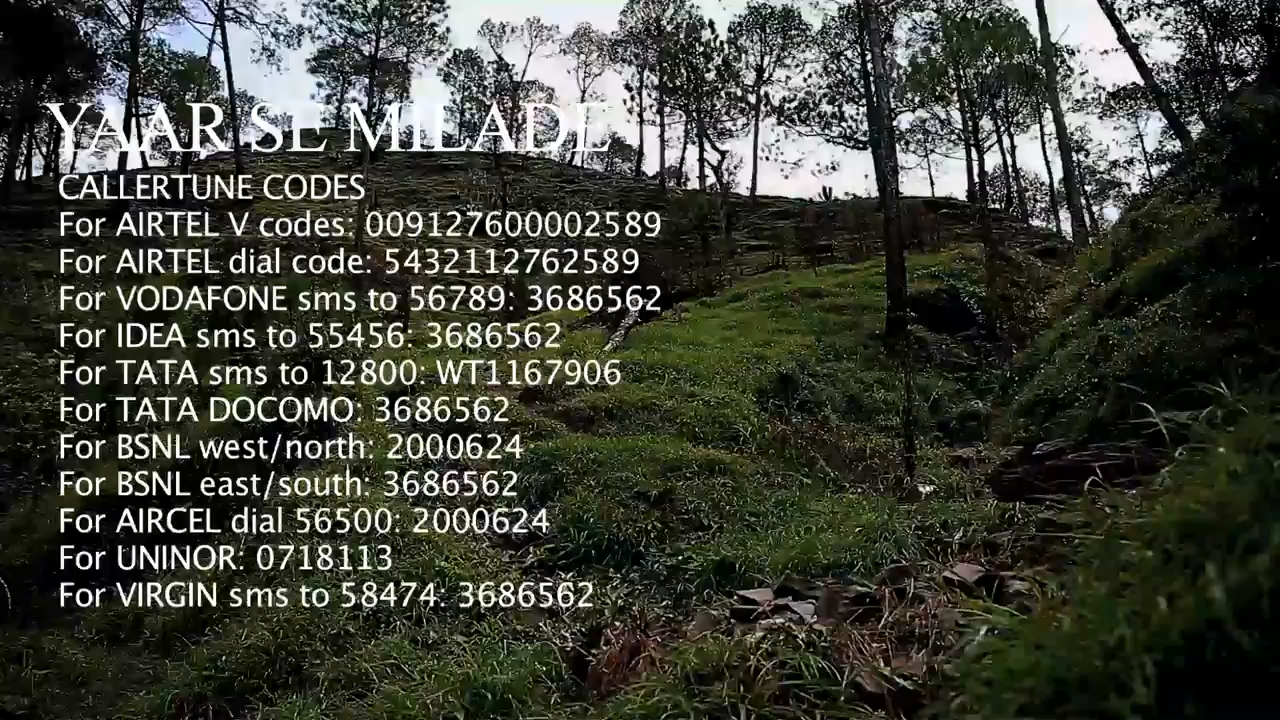 YAAR SE MILADE
CALLERTUNE CODES
For AIRTEL V codes: 009127600002589
For AIRTEL dial code: 5432112762589
For VODAFONE sms to 56789: 3686562
For IDEA sms to 55456: 3686562
For TATA sms to 12800: WT1167906
For TATA DOCOMO: 3686562
For BSNL west/north: 2000624
For BSNL east/south: 3686562
For AIRCEL dial 56500: 2000624
For UNINOR: 0718113
For VIRGIN sms to 58474: 3686562